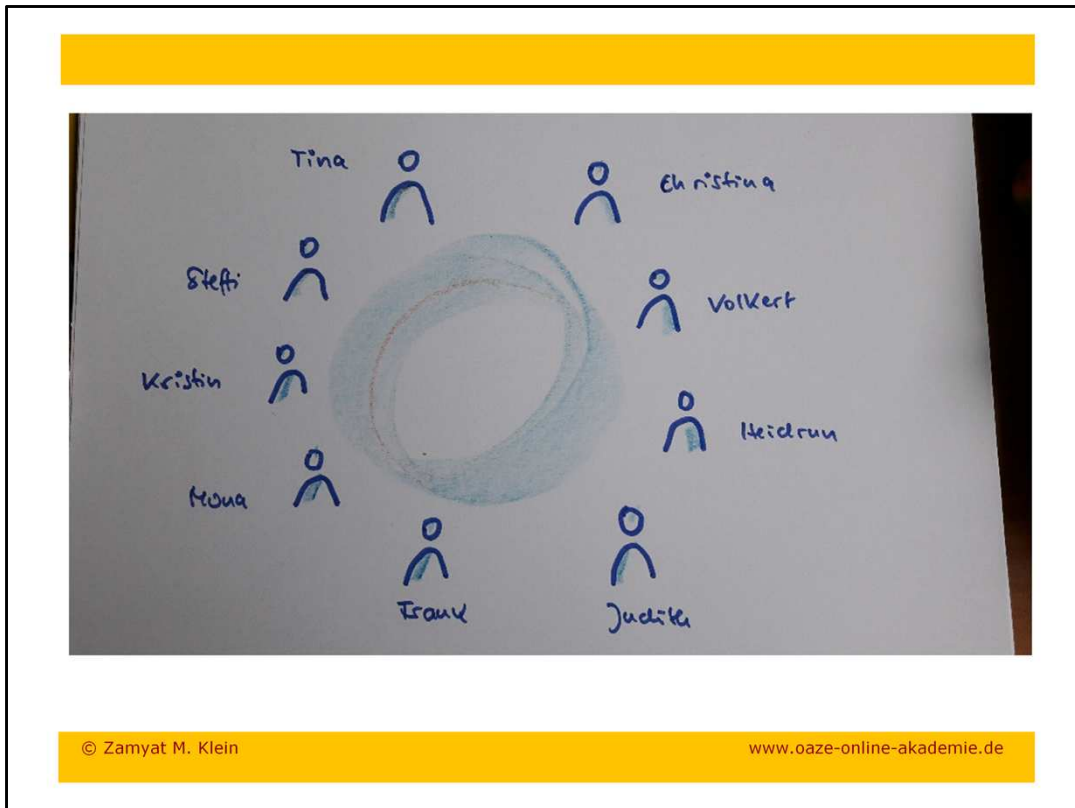 Tina
Christina
Steffi
Volkert
Kristin
Heidrun
Mona
Frank
Judith
© Zamyat M. Klein
www.oaze-online-akademie.de